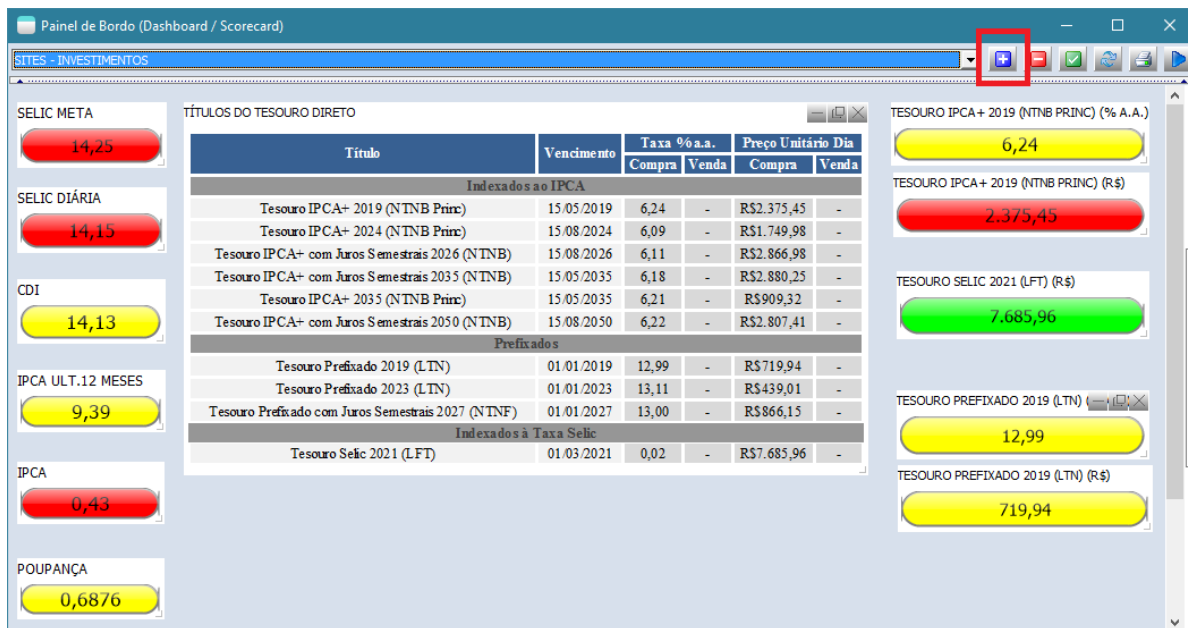 Painel de Bordo (Dashboard / Scorecard)
SITES - INVESTIMENTOS
SELIC META
14,25
SELIC DIÁRIA
14,15
CDI
14,13
IPCA ULT.12 MESES
9,39
IPCA
0,43
POUPANÇA
0,6876
TÍTULOS DO TESOURO DIRETO
Título Vencimento Taxa % a.a. Preço Unitário Dia
Compra Venda Compra Venda
Indexados ao IPCA
Tesouro IPCA+ 2019 (NTNB Princ) 15/05/2019 6,24 - R$2.375,45 -
Tesouro IPCA+ 2024 (NTNB Princ) 15/08/2024 6,09 - R$1.749,98 -
Tesouro IPCA+ com Juros Semestrais 2026 (NTNB) 15/08/2026 6,11 - R$2.866,98 -
Tesouro IPCA+ com Juros Semestrais 2035 (NTNB) 15/05/2035 6,18 - R$2.880,25 -
Tesouro IPCA+ 2035 (NTNB Princ) 15/05/2035 6,21 - R$909,32 -
Tesouro IPCA+ com Juros Semestrais 2050 (NTNB) 15/08/2050 6,22 - R$2.807,41 -
Prefixados
Tesouro Prefixado 2019 (LTN) 01/01/2019 12,99 - R$719,94 -
Tesouro Prefixado 2023 (LTN) 01/01/2023 13,11 - R$439,01 -
Tesouro Prefixado com Juros Semestrais 2027 (NTNF) 01/01/2027 13,00 - R$866,15 -
Indexados à Taxa Selic
Tesouro Selic 2021 (LFT) 01/03/2021 0,02 - R$7.685,96 -
TESOURO IPCA+ 2019 (NTNB PRINC) (% A.A.)
6,24
TESOURO IPCA+ 2019 (NTNB PRINC) (R$)
2.375,45
TESOURO SELIC 2021 (LFT) (R$)
7.685,96
TESOURO PREFIXADO 2019 (LTN)
12,99
TESOURO PREFIXADO 2019 (LTN) (R$)
719,94